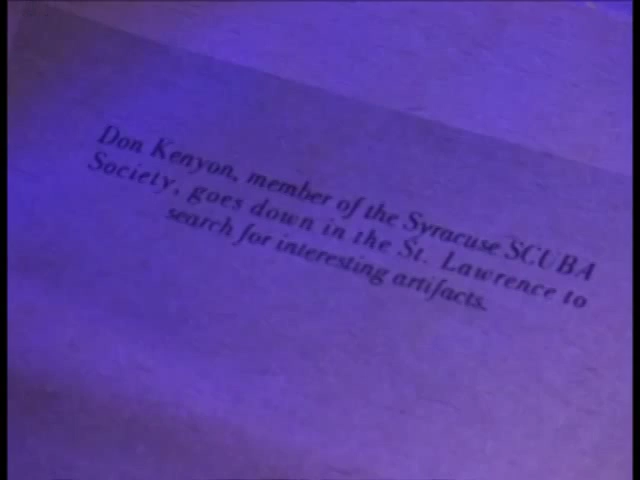 Don Kenyon, member of the Syracuse SCUBA
Society, goes down in the St. Lawrence to
search for interesting artifacts.